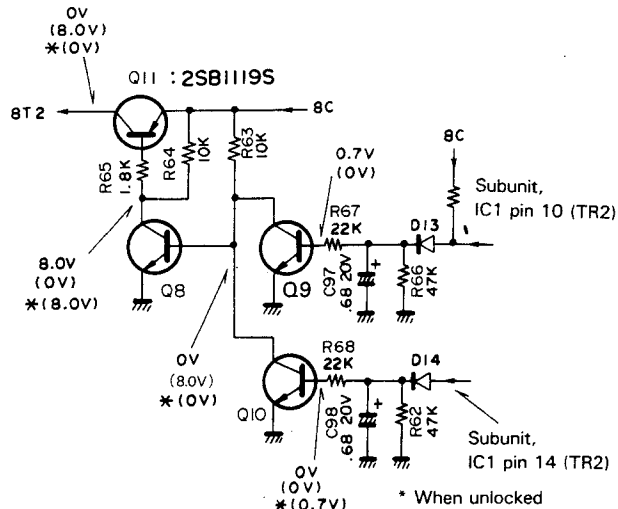 0V
(8.0V)
*(0V)
Q11 : 2SB1119S
8T2
8C
R65
1.8K
R64
10K
R63
10K
0.7V
(0V)
8C
Subunit,
IC1 pin 10 (TR2)
R67
22K
D13
C97
.68 20V
+
R66
47K
8.0V
(0V)
*(8.0V)
Q8
Q9
0V
(8.0V)
*(0V)
R68
22K
D14
Q10
C98
.68 20V
+
R62
47K
Subunit,
IC1 pin 14 (TR2)
0V
(0V)
*(0.7V)
* When unlocked